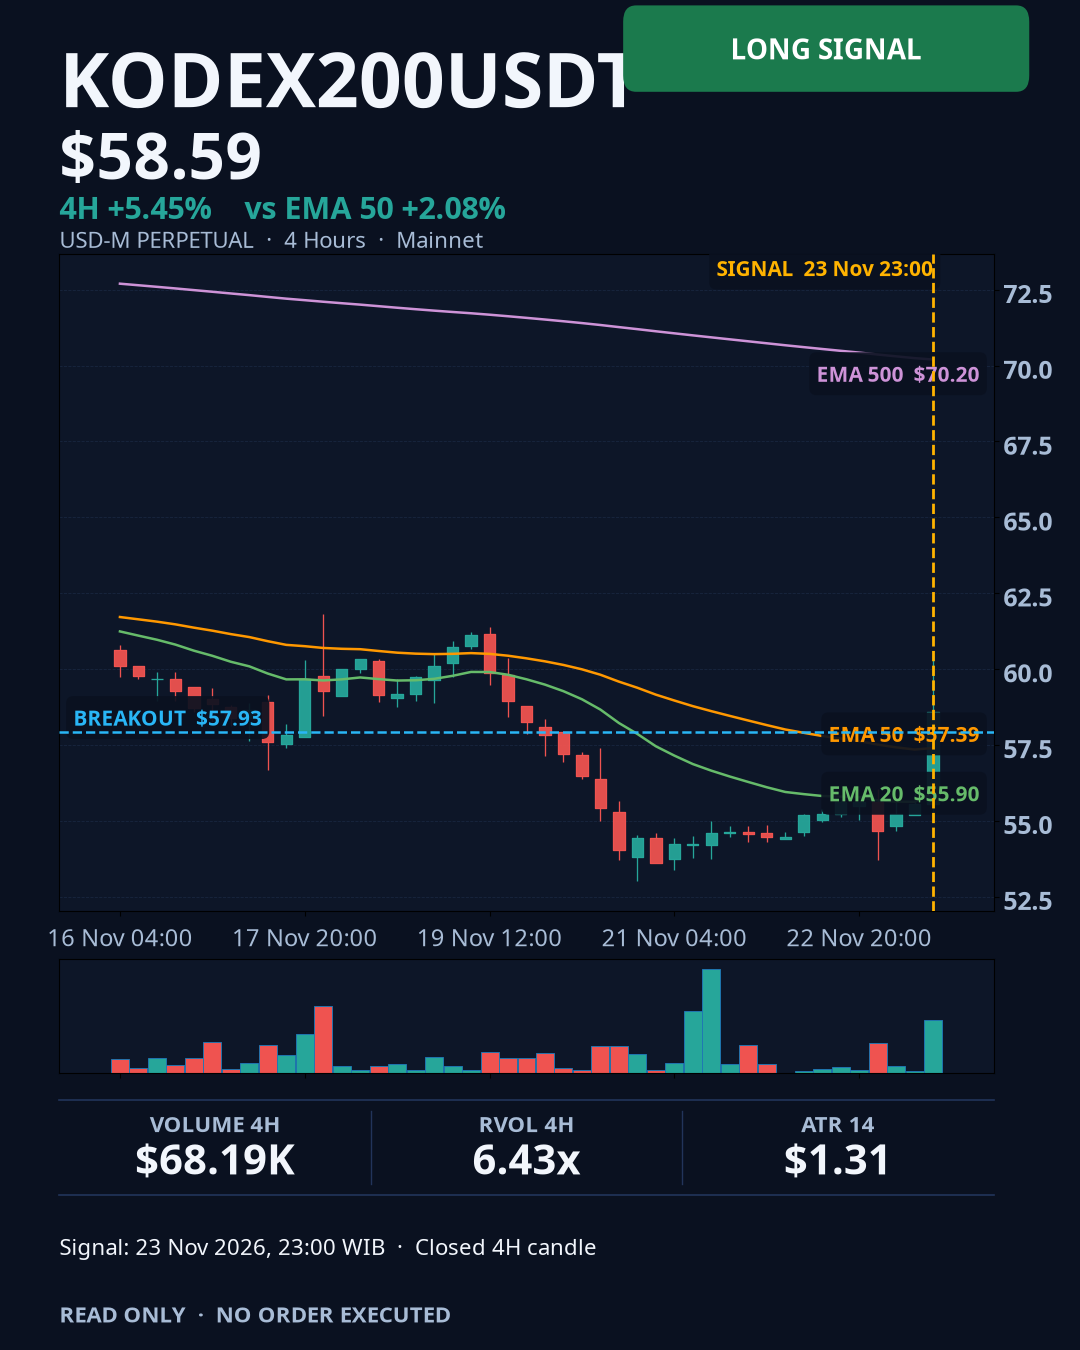 LONG SIGNAL
KODEX200USDT
$58.59
4H +5.45% vs EMA 50 +2.08%
USD-M PERPETUAL · 4 Hours · Mainnet
SIGNAL 23 Nov 23:00
72.5
EMA 500 $70.20
70.0
67.5
65.0
62.5
60.0
BREAKOUT $57.93
EMA 50 $57.39
57.5
EMA 20 $55.90
55.0
52.5
16 Nov 04:00 17 Nov 20:00 19 Nov 12:00 21 Nov 04:00 22 Nov 20:00
VOLUME 4H RVOL 4H ATR 14
$68.19K 6.43x $1.31
Signal: 23 Nov 2026, 23:00 WIB · Closed 4H candle
READ ONLY · NO ORDER EXECUTED